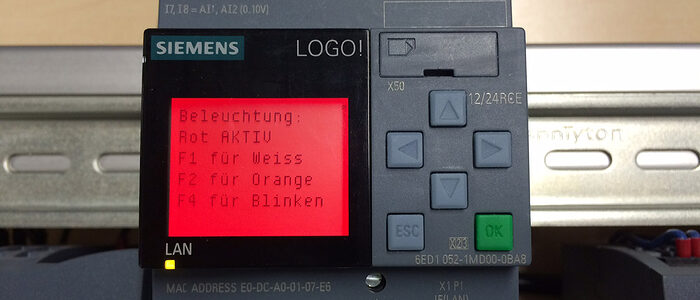 I7, I8 = AI1, AI2 (0..10V)
SIEMENS
LOGO!
X50
12/24RCE
Beleuchtung:
Rot AKTIV
F1 für Weiss
F2 für Orange
F4 für Blinken
ESC
OK
X23
LAN
6ED1 052-1MD00-0BA8
MAC ADDRESS E0-DC-A0-01-07-E6
X1 P1